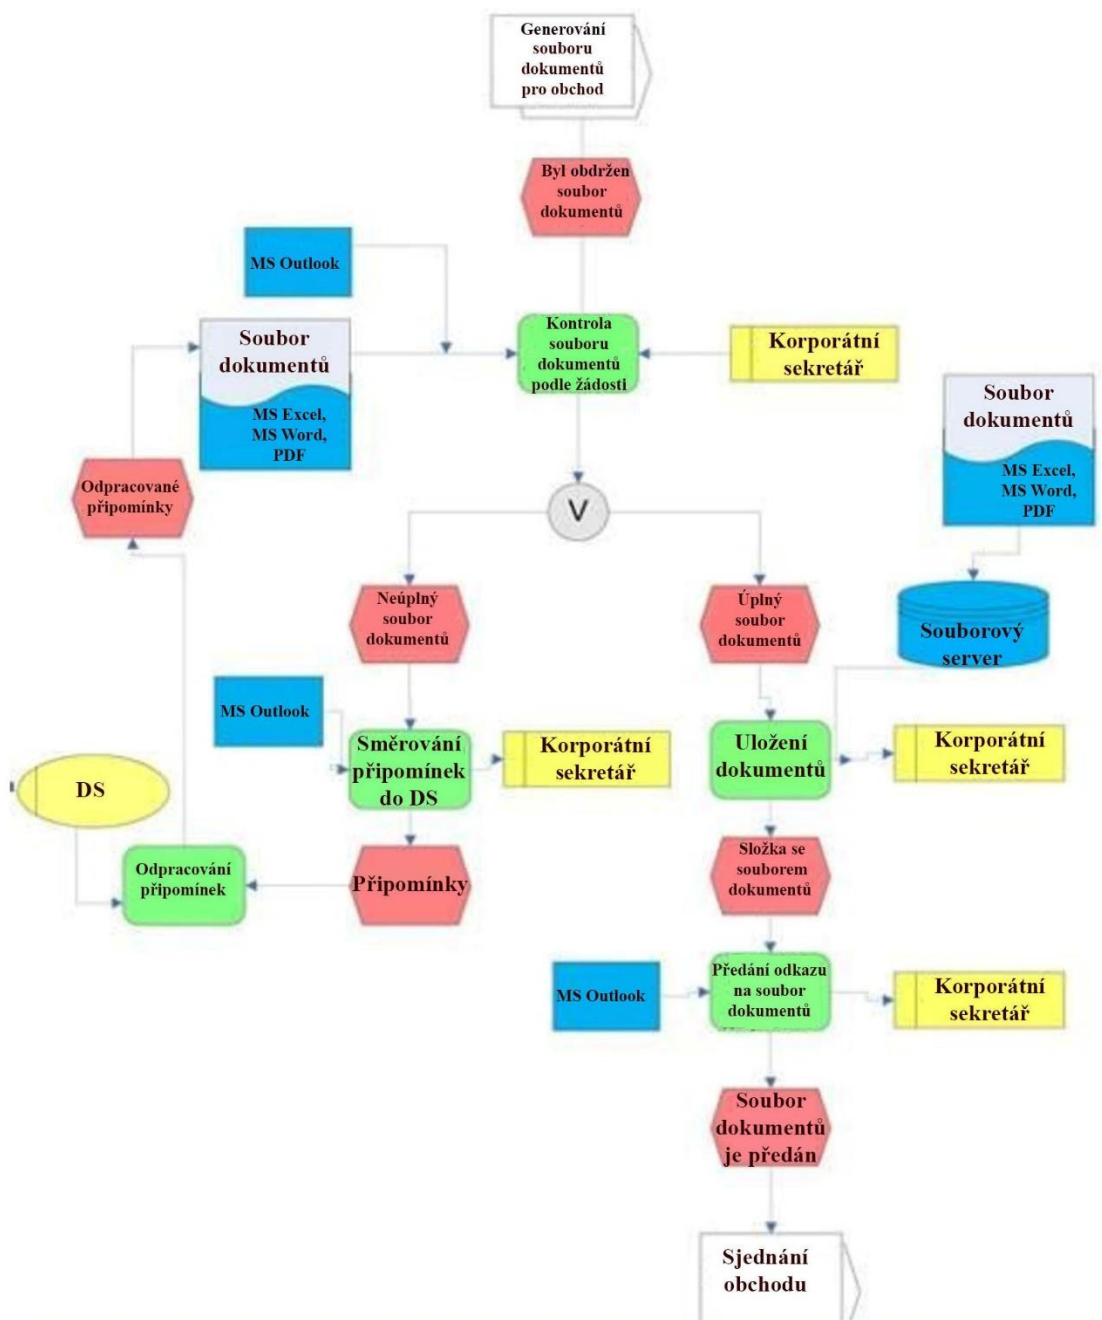 Generování
souboru
dokumentů
pro obchod
Byl obdržen
soubor
dokumentů
MS Outlook
Kontrola
souboru
dokumentů
podle žádosti
Korporátní
sekretář
Soubor
dokumentů
MS Excel,
MS Word,
PDF
Soubor
dokumentů
MS Excel,
MS Word,
PDF
Odpracované
připomínky
V
Neúplný
soubor
dokumentů
Úplný
soubor
dokumentů
Souborový
server
MS Outlook
Směrování
připomínek
do DS
Korporátní
sekretář
Uložení
dokumentů
Korporátní
sekretář
DS
Odpracování
připomínek
Připomínky
Složka se
souborem
dokumentů
MS Outlook
Předání odkazu
na soubor
dokumentů
Korporátní
sekretář
Soubor
dokumentů
je předán
Sjednání
obchodu